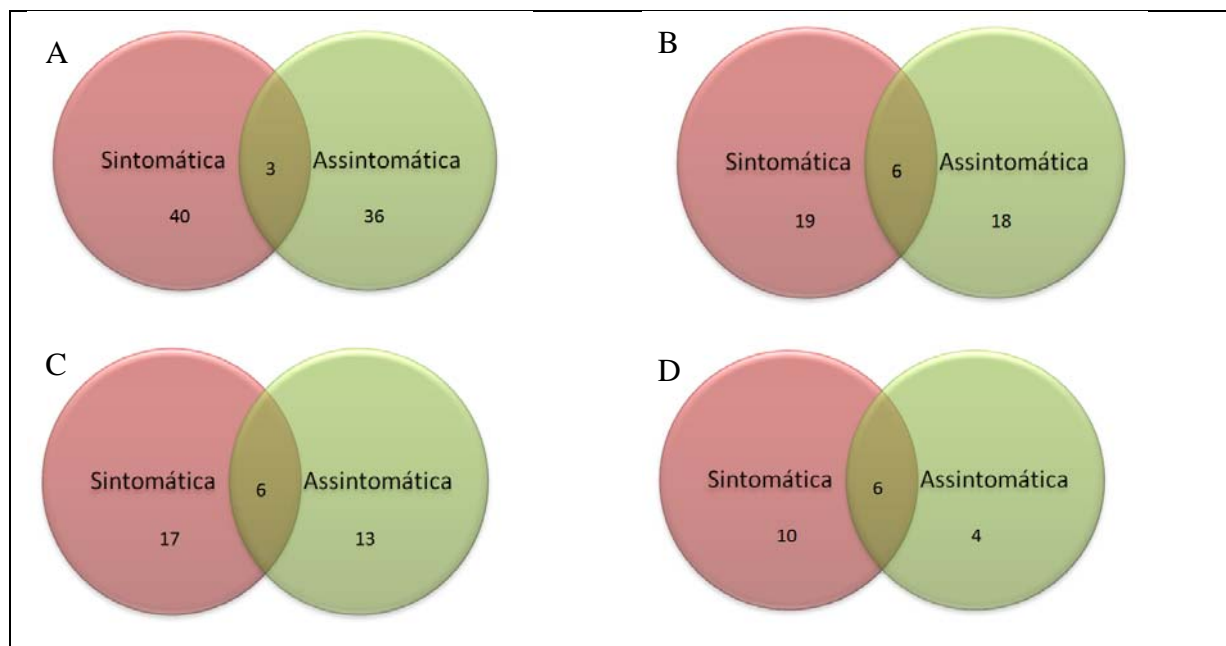 A
Sintomática
3
Assintomática
40
36
B
Sintomática
6
Assintomática
19
18
C
Sintomática
6
Assintomática
17
13
D
Sintomática
6
Assintomática
10
4